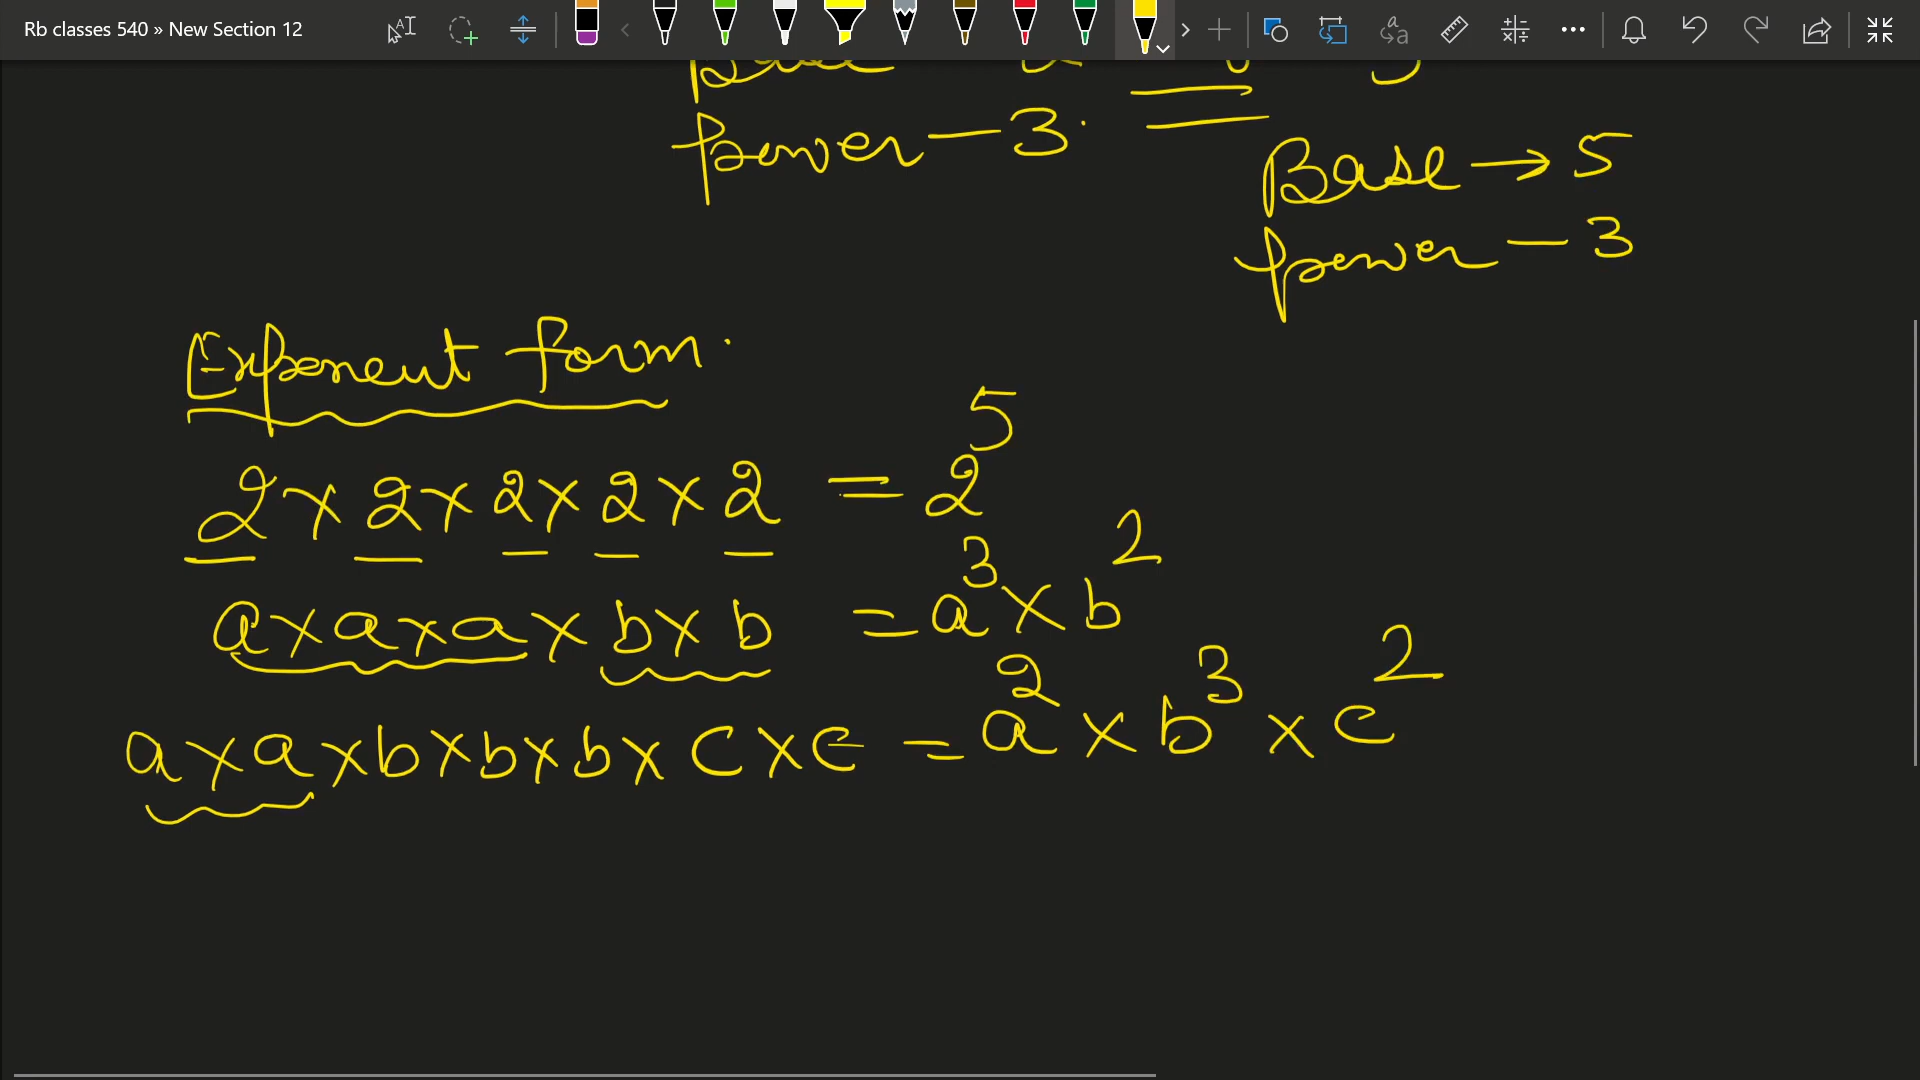 Rb classes 540 » New Section 12
power — 3.
Base → 5
power — 3
Exponent form.
2 × 2 × 2 × 2 × 2 = 2⁵
a × a × a × b × b = a³ × b²
a × a × b × b × b × c × c = a² × b³ × c²